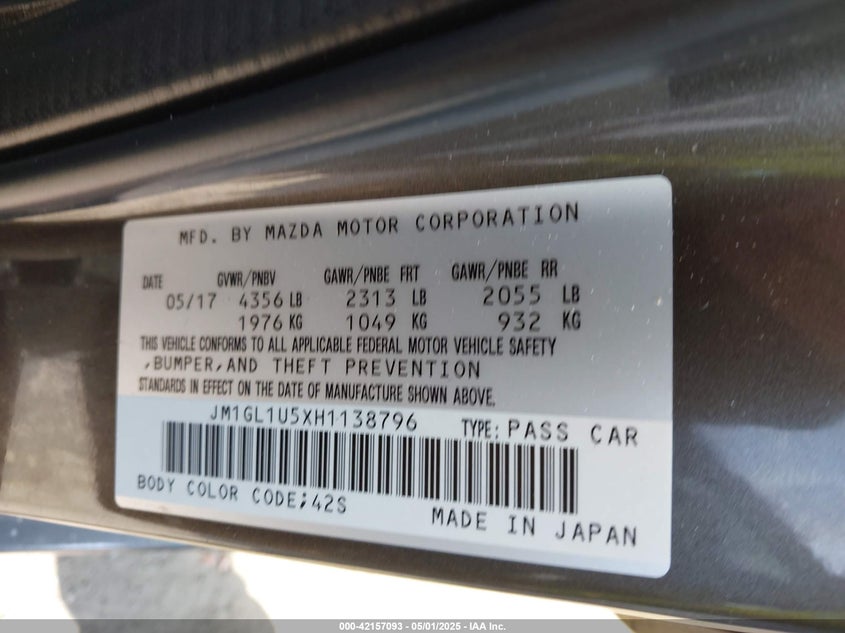 MFD. BY MAZDA MOTOR CORPORATION
DATE GVWR/PNBV GAWR/PNBE FRT GAWR/PNBE RR
05/17 4356 LB 2313 LB 2055 LB
1976 KG 1049 KG 932 KG
THIS VEHICLE CONFORMS TO ALL APPLICABLE FEDERAL MOTOR VEHICLE SAFETY
,BUMPER,AND THEFT PREVENTION
STANDARDS IN EFFECT ON THE DATE OF MANUFACTURE SHOWN ABOVE.
JM1GL1U5XH1138796 TYPE: PASS CAR
BODY COLOR CODE;42S
MADE IN JAPAN
000-42157093 - 05/01/2025 - IAA Inc.